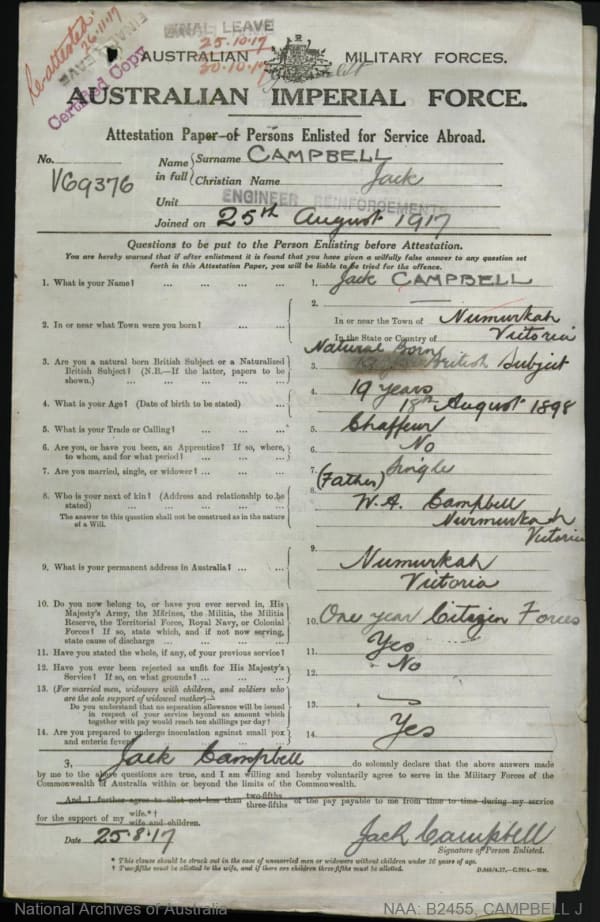 Re-attested 26.11.17
FINAL LEAVE
Certified Copy
FINAL LEAVE
25.10.17
30.10.17
AUSTRALIAN MILITARY FORCES.
AUSTRALIAN IMPERIAL FORCE.
Attestation Paper of Persons Enlisted for Service Abroad.
No. V69376
Name in full { Surname CAMPBELL
Christian Name Jack
Unit ENGINEER REINFORCEMENTS
Joined on 25th August 1917
Questions to be put to the Person Enlisting before Attestation.
You are hereby warned that if after enlistment it is found that you have given a wilfully false answer to any question set
forth in this Attestation Paper, you will be liable to be tried for the offence.
1. What is your Name? ... ... ... ... 1. Jack CAMPBELL
2. In or near what Town were you born? ... 2. In or near the Town of Numurkah
In the State or Country of Victoria
3. Are you a natural born British Subject or a Naturalized
British Subject? (N.B.—If the latter, papers to be
shown.) ... ... ... ... 3. Natural Born British Subject
4. What is your Age? (Date of birth to be stated) ... 4. 19 years
18th August 1898
5. What is your Trade or Calling? ... ... ... 5. Chaffeur
6. Are you, or have you been, an Apprentice? If so, where,
to whom, and for what period? ... ... ... 6. No
7. Are you married, single, or widower? ... ... ... 7. Single
8. Who is your next of kin? (Address and relationship to be
stated) ... ... ... ... 8. (Father) W. A. Campbell
The answer to this question shall not be construed as in the nature
of a Will. Nurmurkah
Victoria
9. What is your permanent address in Australia? ... ... 9. Numurkah
Victoria
10. Do you now belong to, or have you ever served in, His
Majesty's Army, the Marines, the Militia, the Militia
Reserve, the Territorial Force, Royal Navy, or Colonial
Forces? If so, state which, and if not now serving,
state cause of discharge ... ... ... 10. One year Citizen Forces
11. Have you stated the whole, if any, of your previous service? 11. Yes
12. Have you ever been rejected as unfit for His Majesty's
Service? If so, on what grounds? ... ... ... 12. No
13. (For married men, widowers with children, and soldiers who
are the sole support of widowed mother)—
Do you understand that no separation allowance will be issued
in respect of your service beyond an amount which
together with pay would reach ten shillings per day? 13. —
14. Are you prepared to undergo inoculation against small pox
and enteric fever 14. Yes
I, Jack Campbell do solemnly declare that the above answers made
by me to the above questions are true, and I am willing and hereby voluntarily agree to serve in the Military Forces of the
Commonwealth of Australia within or beyond the limits of the Commonwealth.
And I further agree to allot not less than two-fifths three-fifths of the pay payable to me from time to time during my service
for the support of my wife.*† wife and children.
Date 25.8.17 Jack Campbell
Signature of Person Enlisted.
* This clause should be struck out in the case of unmarried men or widowers without children under 16 years of age.
† Two-fifths must be allotted to the wife, and if there are children three-fifths must be allotted.
National Archives of Australia NAA: B2455, CAMPBELL J